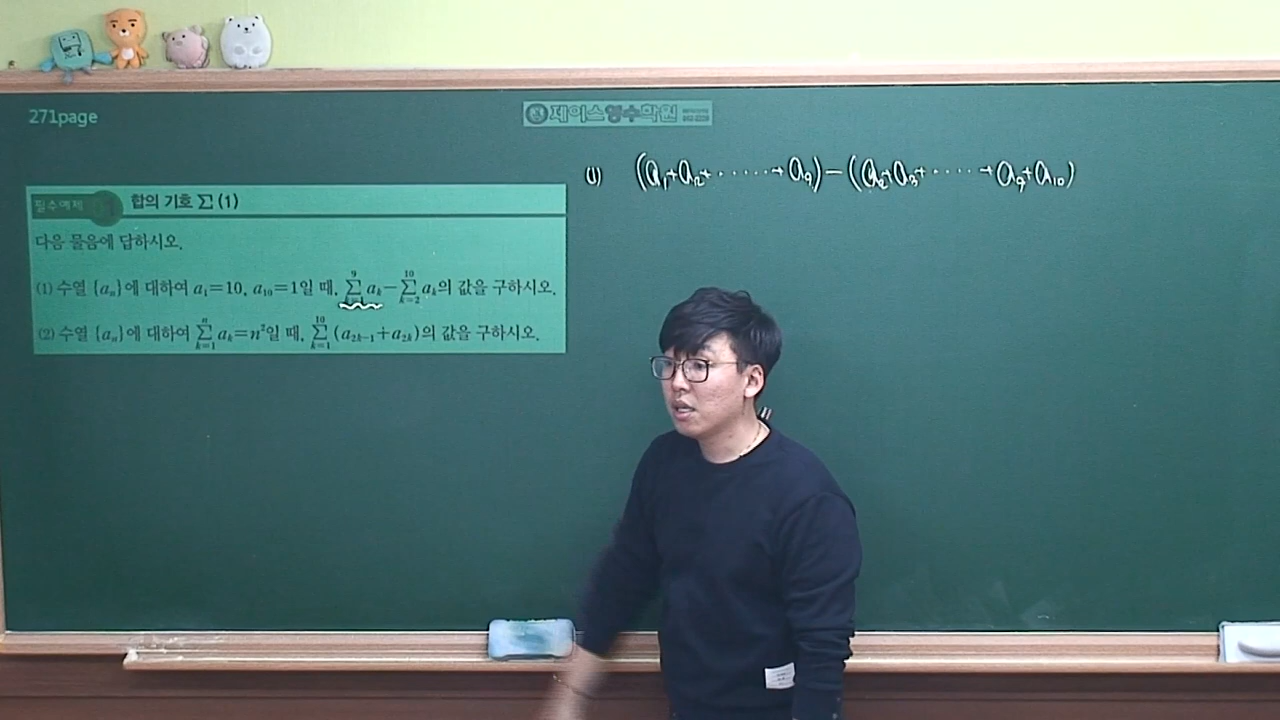 271page
제이스영수학원
필수예제
합의 기호 ∑ (1)
다음 물음에 답하시오.
(1) 수열 {aₙ}에 대하여 a₁=10, a₁₀=1일 때, ∑(k=1 to 9) aₖ − ∑(k=2 to 10) aₖ의 값을 구하시오.
(2) 수열 {aₙ}에 대하여 ∑(k=1 to n) aₖ=n²일 때, ∑(k=1 to 10) (a₂ₖ₋₁+a₂ₖ)의 값을 구하시오.
(1) (a₁+a₂+······+a₉)−(a₂+a₃+·····+a₉+a₁₀)